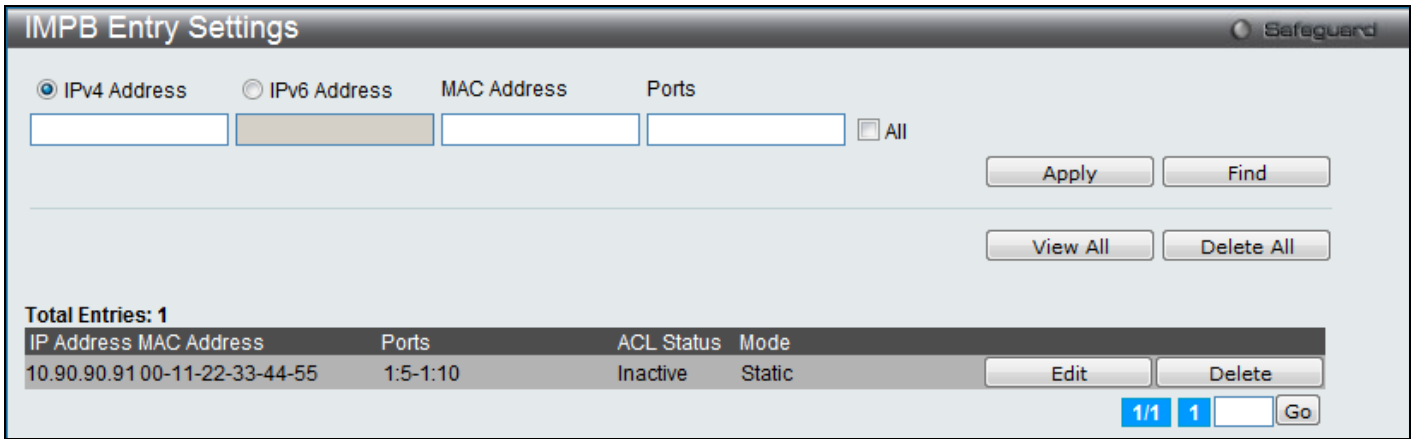 IMPB Entry Settings
Safeguard
IPv4 Address IPv6 Address MAC Address Ports
All
Apply Find
View All Delete All
Total Entries: 1
IP Address MAC Address Ports ACL Status Mode
10.90.90.91 00-11-22-33-44-55 1:5-1:10 Inactive Static Edit Delete
1/1 1 Go